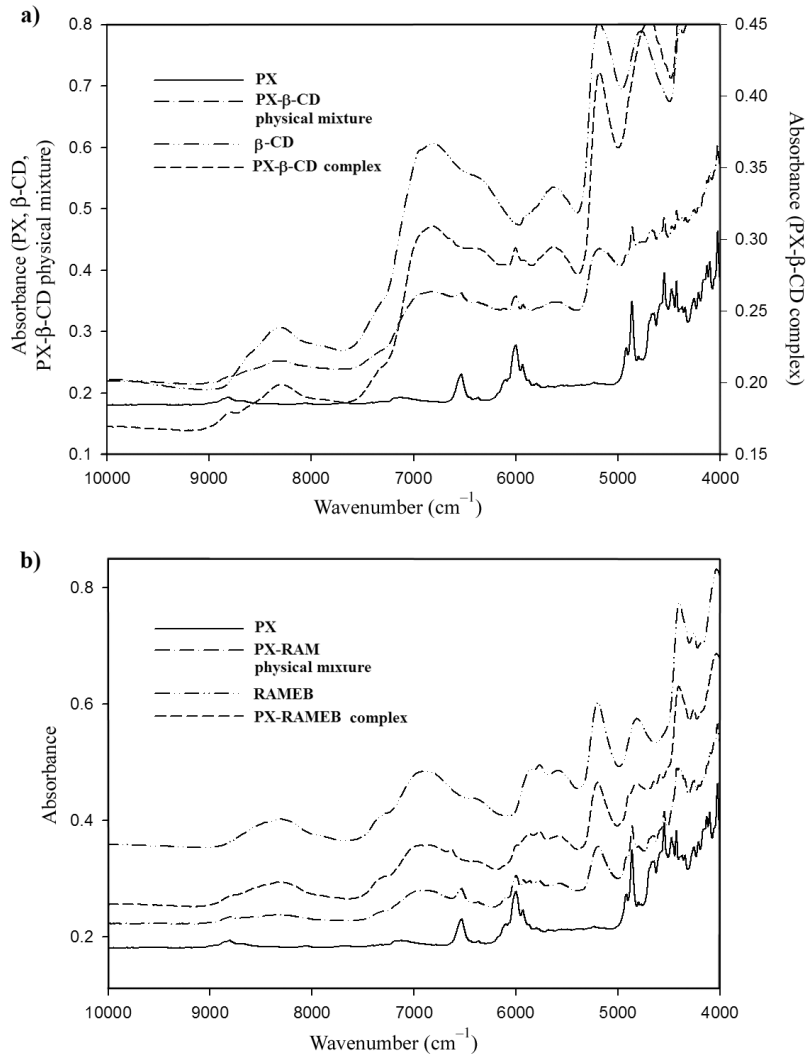 a)
0.8
0.7
0.6
0.5
0.4
0.3
0.2
0.1
Absorbance (PX, β-CD,
PX-β-CD physical mixture)
PX
PX-β-CD
physical mixture
β-CD
PX-β-CD complex
0.45
0.40
0.35
0.30
0.25
0.20
0.15
Absorbance
(PX-β-CD complex)
10000 9000 8000 7000 6000 5000 4000
Wavenumber (cm⁻¹)
b)
0.8
0.6
0.4
0.2
Absorbance
PX
PX-RAM
physical mixture
RAMEB
PX-RAMEB complex
10000 9000 8000 7000 6000 5000 4000
Wavenumber (cm⁻¹)